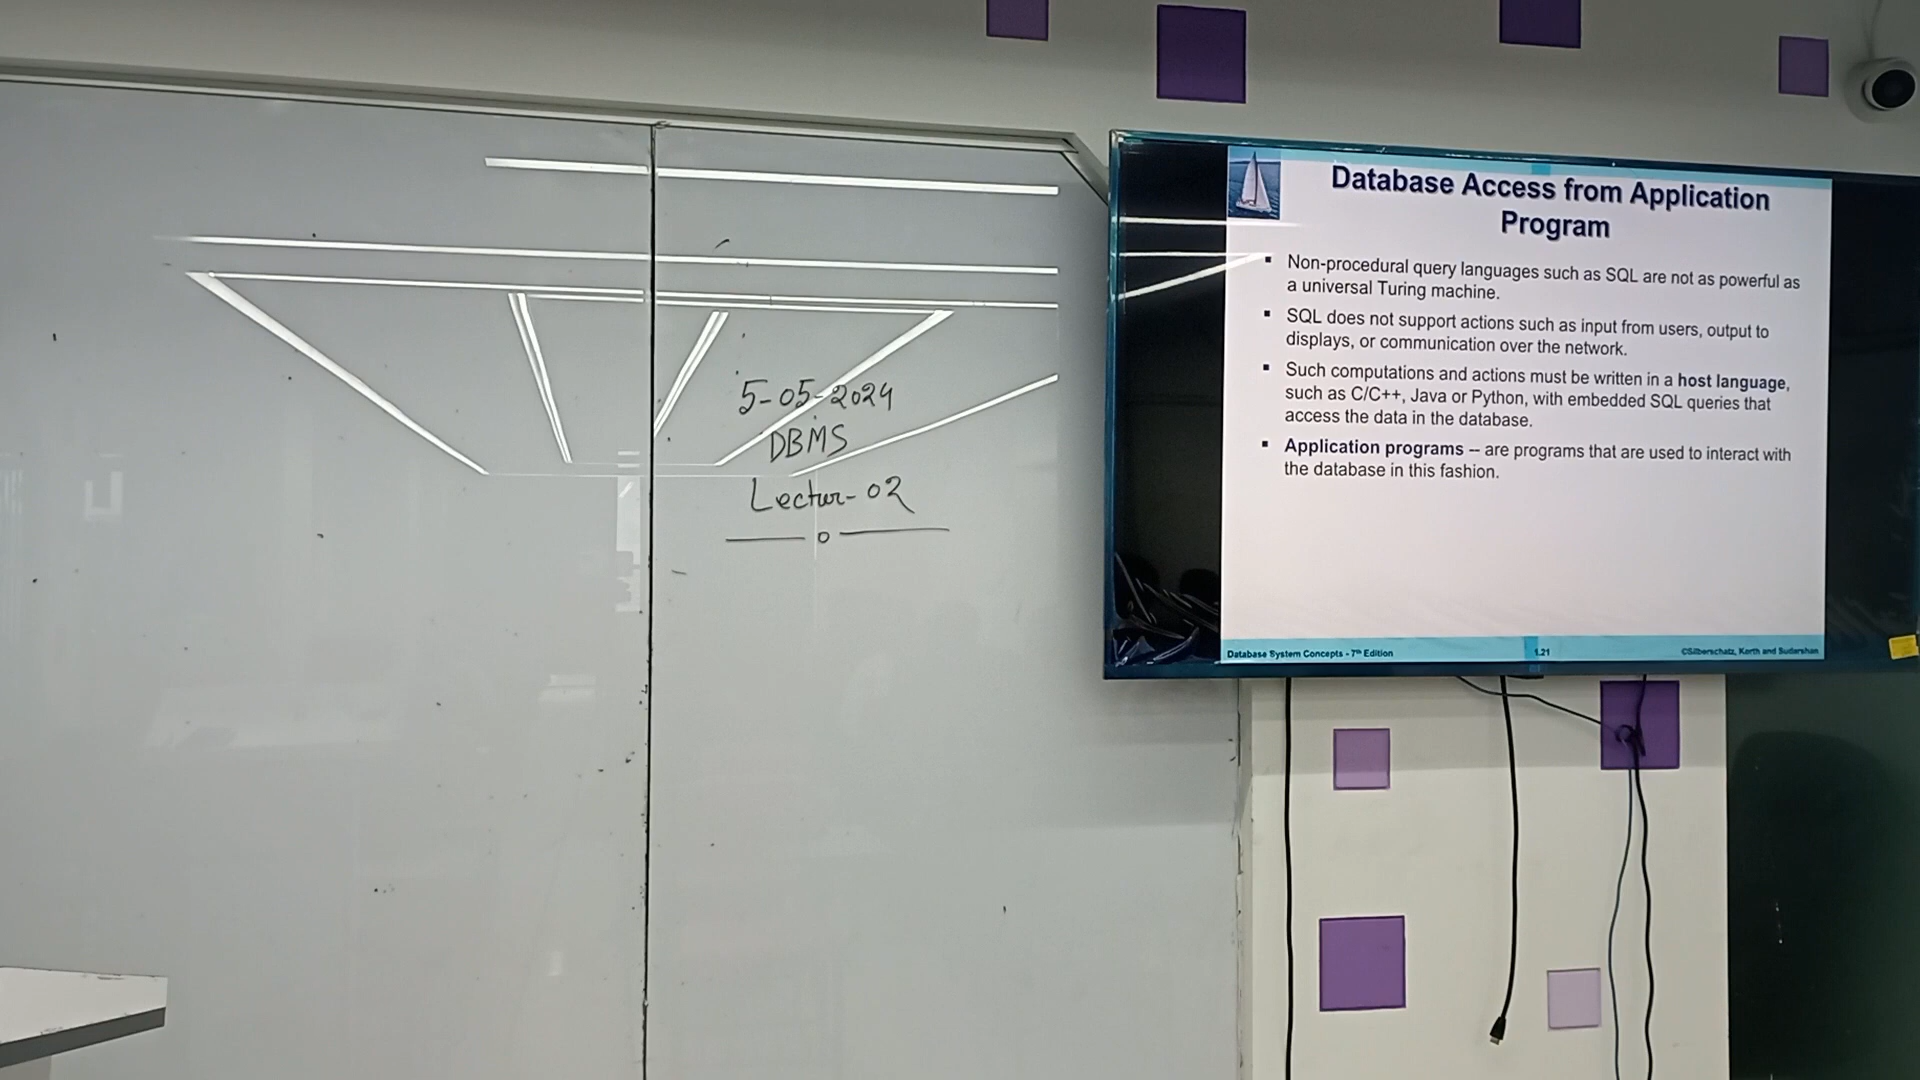 5-05-2024
DBMS
Lectur-02
Database Access from Application
Program
▪ Non-procedural query languages such as SQL are not as powerful as
a universal Turing machine.
▪ SQL does not support actions such as input from users, output to
displays, or communication over the network.
▪ Such computations and actions must be written in a host language,
such as C/C++, Java or Python, with embedded SQL queries that
access the data in the database.
▪ Application programs -- are programs that are used to interact with
the database in this fashion.
Database System Concepts - 7th Edition
1.21
©Silberschatz, Korth and Sudarshan